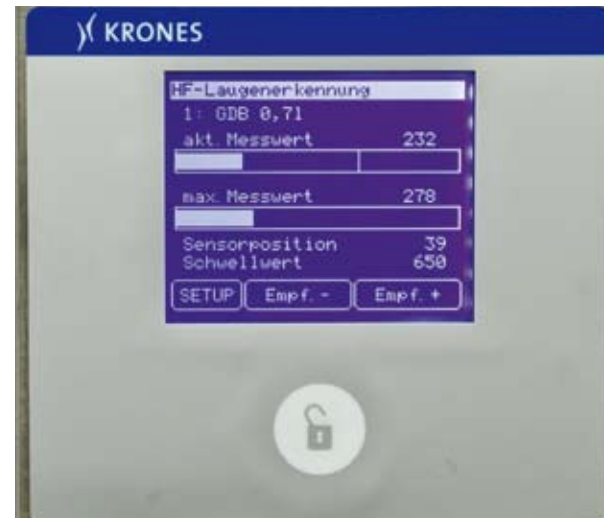 KRONES
HF-Laugenerkennung
1: GDB 0,7l
akt. Messwert 232
max. Messwert 278
Sensorposition 39
Schwellwert 650
SETUP Empf. - Empf. +